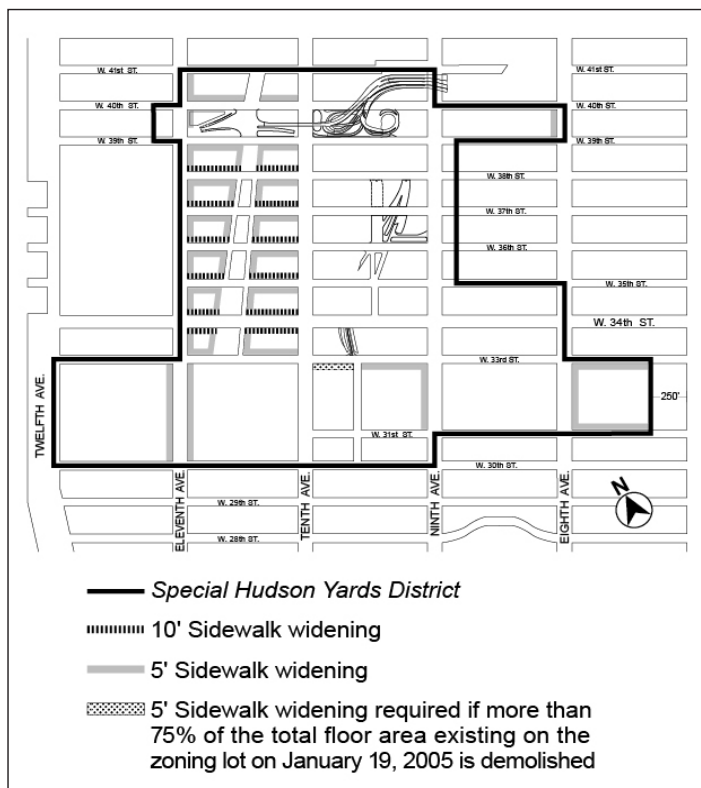 W. 41st ST.
W. 41st ST.
W. 40th ST.
W. 40th ST.
W. 39th ST.
W. 39th ST.
W. 38th ST.
W. 37th ST.
W. 36th ST.
W. 35th ST.
W. 34th ST.
W. 33rd ST.
250'
W. 31st ST.
W. 30th ST.
W. 29th ST.
W. 28th ST.
TWELFTH AVE.
ELEVENTH AVE.
TENTH AVE.
NINTH AVE.
EIGHTH AVE.
N
Special Hudson Yards District
10' Sidewalk widening
5' Sidewalk widening
5' Sidewalk widening required if more than
75% of the total floor area existing on the
zoning lot on January 19, 2005 is demolished